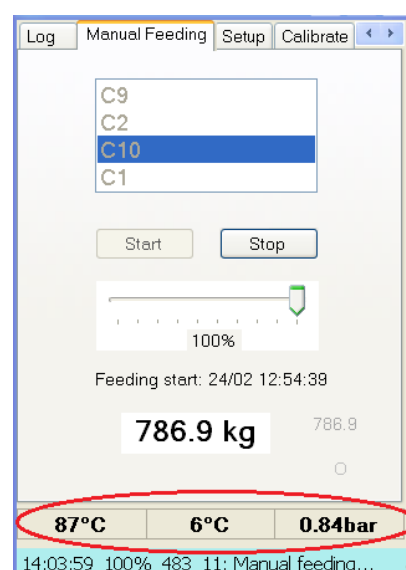 Log Manual Feeding Setup Calibrate
C9
C2
C10
C1
Start Stop
100%
Feeding start: 24/02 12:54:39
786.9 kg 786.9
87°C 6°C 0.84bar
14:03:59 100% 483 11: Manual feeding...